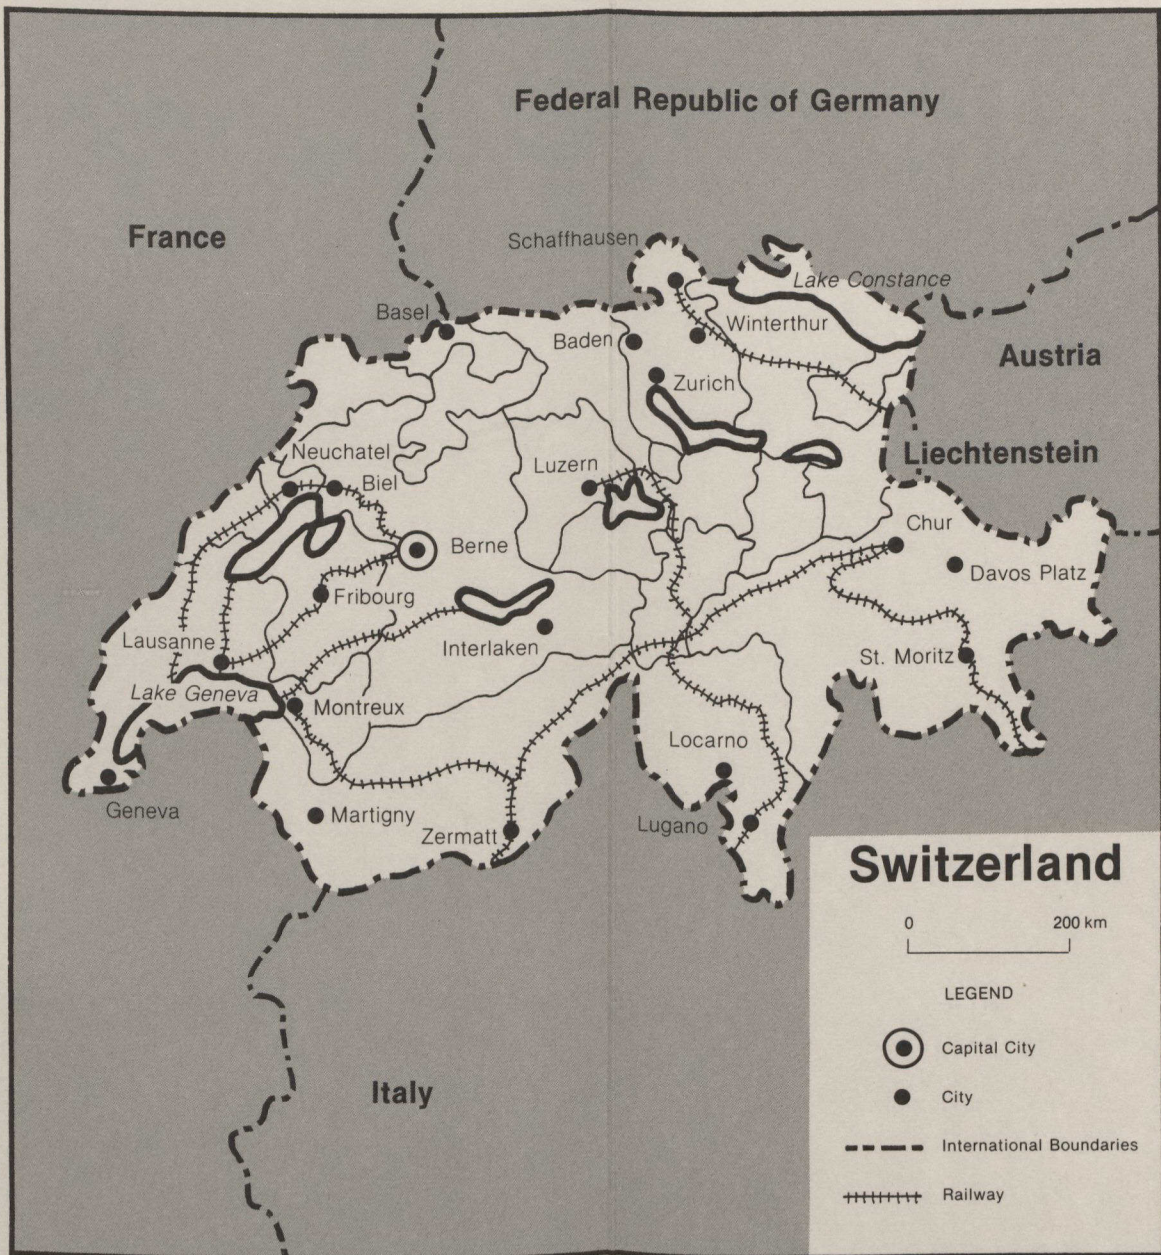 Federal Republic of Germany
France
Schaffhausen
Lake Constance
Basel
Baden
Winterthur
Austria
Zurich
Neuchatel
Liechtenstein
Luzern
Biel
Chur
Berne
Davos Platz
Fribourg
Lausanne
Interlaken
St. Moritz
Lake Geneva
Montreux
Locarno
Geneva
Martigny
Lugano
Zermatt
Switzerland
0 200 km
LEGEND
Capital City
City
Italy
International Boundaries
Railway